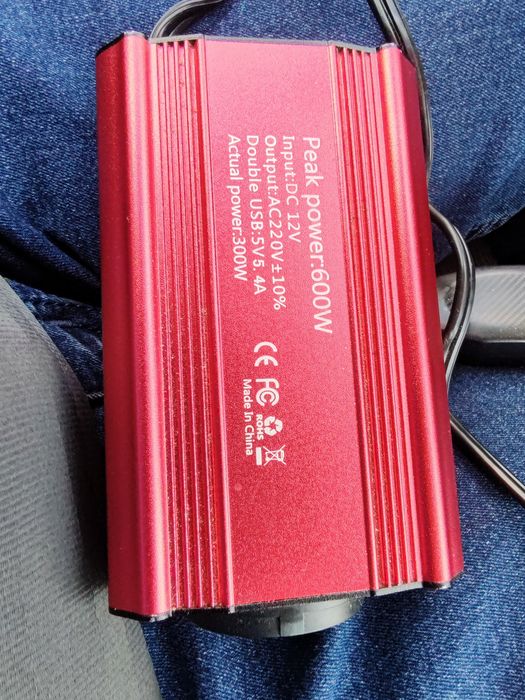 Peak power:600W
Input:DC 12V
Output:AC220V±10%
Double USB:5V5.4A
Actual power:300W
CE FC ROHS
Made In China